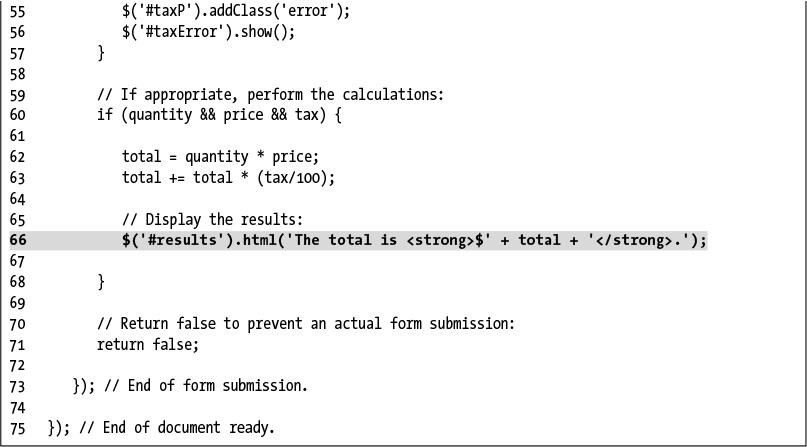 55 $('#taxP').addClass('error');
56 $('#taxError').show();
57 }
58
59 // If appropriate, perform the calculations:
60 if (quantity && price && tax) {
61
62 total = quantity * price;
63 total += total * (tax/100);
64
65 // Display the results:
66 $('#results').html('The total is <strong>$' + total + '</strong>.');
67
68 }
69
70 // Return false to prevent an actual form submission:
71 return false;
72
73 }); // End of form submission.
74
75 }); // End of document ready.